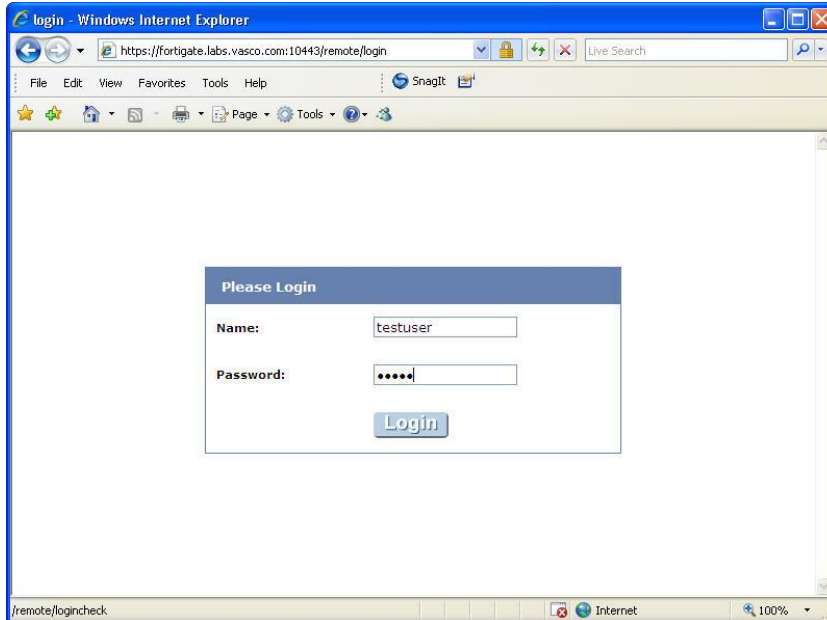 login - Windows Internet Explorer
https://fortigate.labs.vasco.com:10443/remote/login Live Search
File Edit View Favorites Tools Help SnagIt
Page Tools
Please Login
Name: testuser
Password: •••••
Login
/remote/logincheck Internet 100%